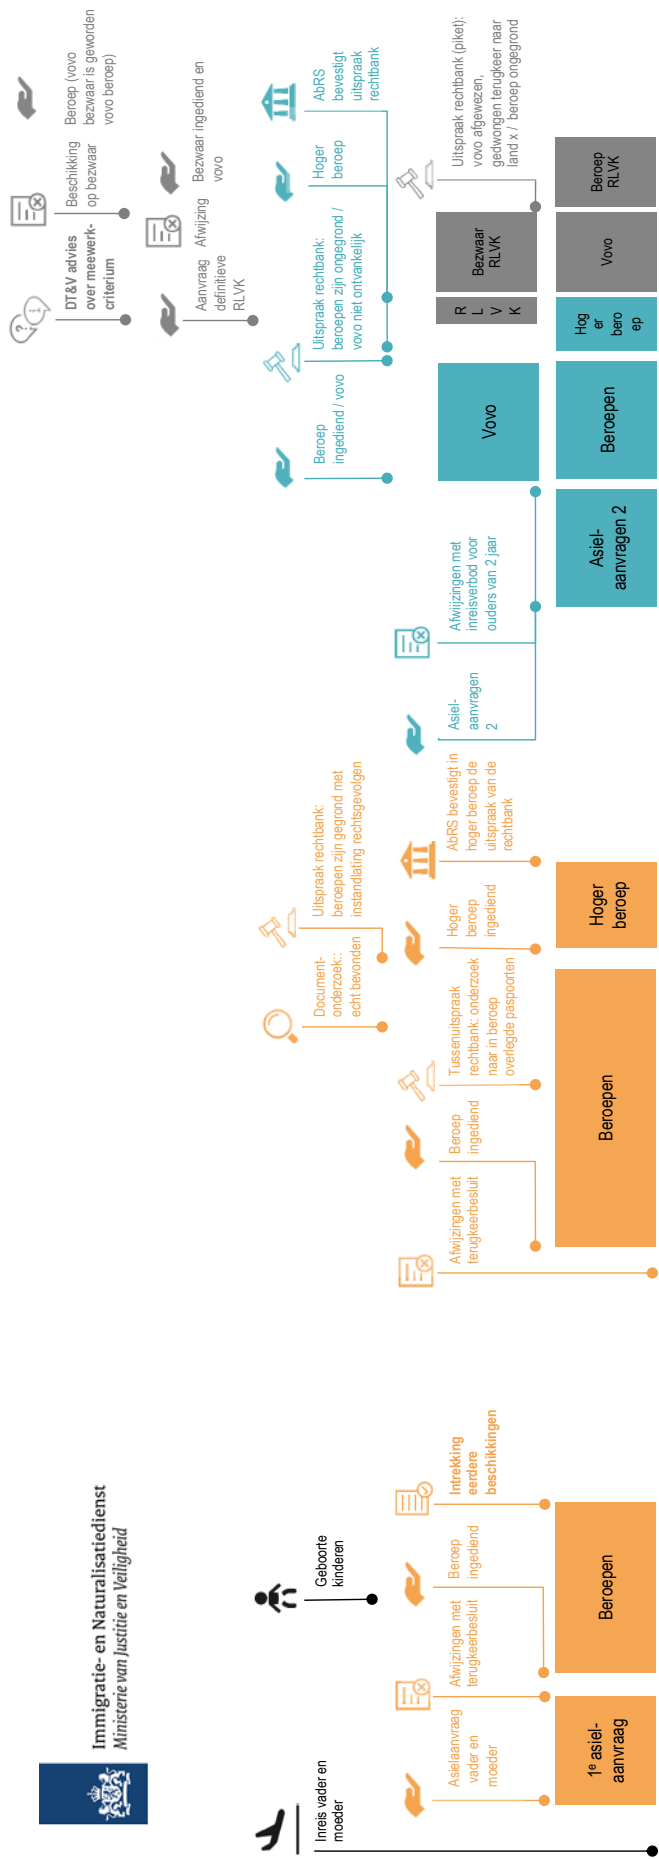 Immigratie- en Naturalisatiedienst
Ministerie van Justitie en Veiligheid
Inreis vader en
moeder
Geboorte
kinderen
Asielaanvraag
vader en
moeder
Afwijzingen met
terugkeerbesluit
Beroep
ingediend
Intrekking
eerdere
beschikkingen
1e asiel-
aanvraag
Beroepen
Afwijzingen met
terugkeerbesluit
Beroep
ingediend
Tussenuitspraak
rechtbank: onderzoek
naar in beroep
overlegde paspoorten
Document-
onderzoek::
echt bevonden
Uitspraak rechtbank:
beroepen zijn gegrond met
instandlating rechtsgevolgen
Hoger
beroep
ingediend
AbRS bevestigt in
hoger beroep de
uitspraak van de
rechtbank
Beroepen
Hoger
beroep
Asiel-
aanvragen
2
Afwijzingen met
inreisverbod voor
ouders van 2 jaar
Beroep
ingediend / vovo
Uitspraak rechtbank:
beroepen zijn ongegrond /
vovo niet ontvankelijk
Hoger
beroep
AbRS
bevestigt
uitspraak
rechtbank
Vovo
Asiel-
aanvragen 2
Beroepen
Hog
er
bero
ep
DT&V advies
over meewerk-
criterium
Beschikking
op bezwaar
Beroep (vovo
bezwaar is geworden
vovo beroep)
Aanvraag
definitieve
RLVK
Afwijzing
Bezwaar ingediend en
vovo
Uitspraak rechtbank (piket):
vovo afgewezen,
gedwongen terugkeer naar
land x / beroep ongegrond
R
L
V
K
Bezwaar
RLVK
Vovo
Beroep
RLVK